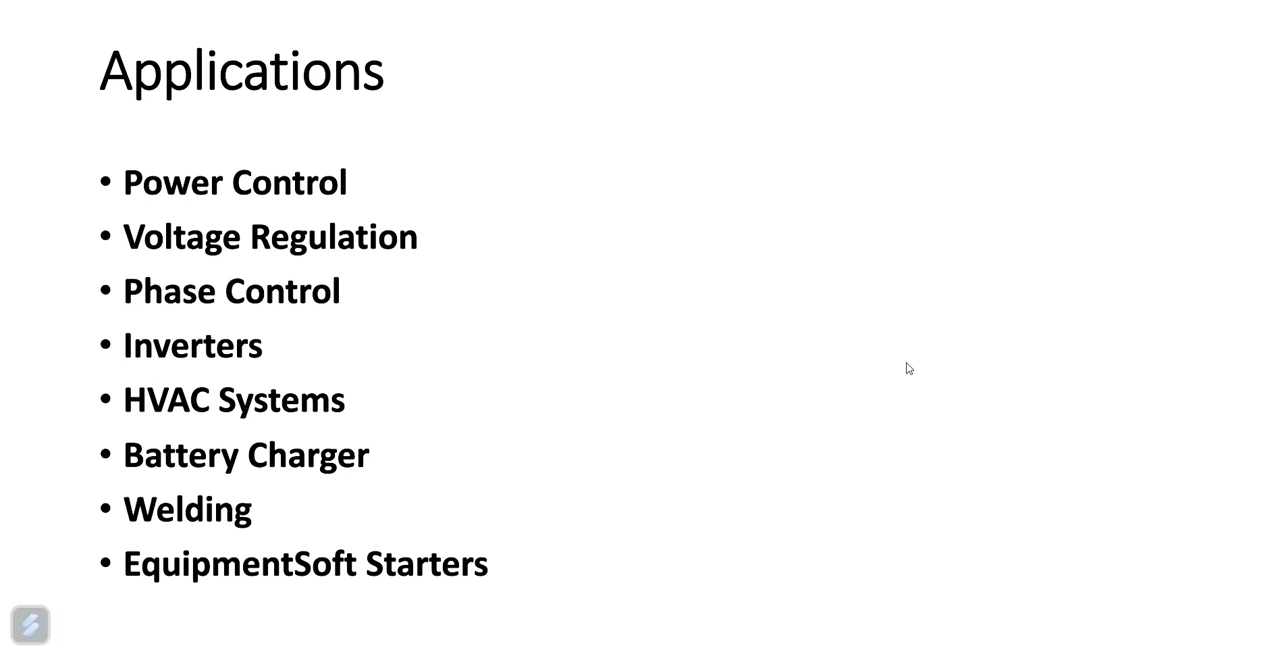 Applications
• Power Control
• Voltage Regulation
• Phase Control
• Inverters
• HVAC Systems
• Battery Charger
• Welding
• EquipmentSoft Starters